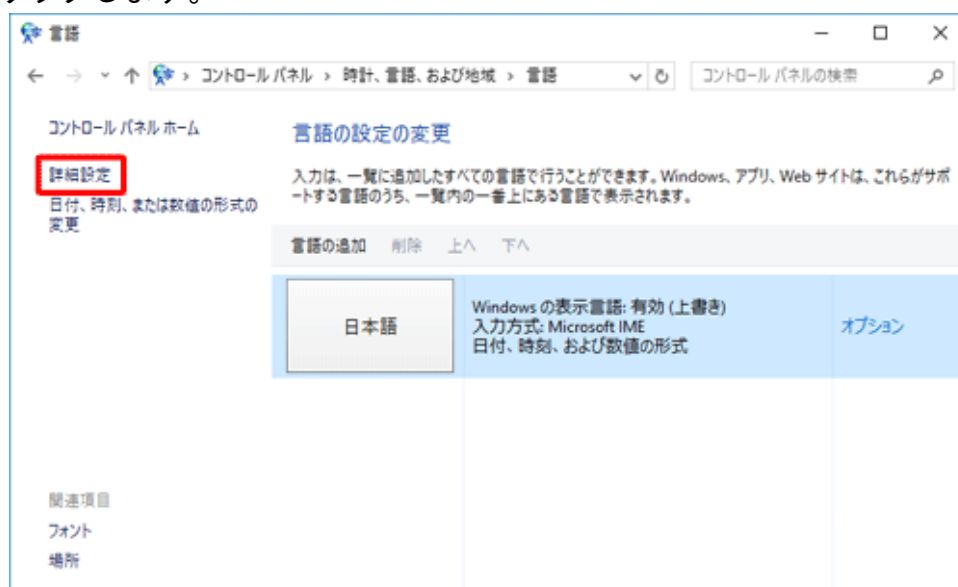 言語
コントロール パネル › 時計、言語、および地域 › 言語
コントロール パネルの検索
コントロール パネル ホーム
詳細設定
日付、時刻、または数値の形式の
変更
言語の設定の変更
入力は、一覧に追加したすべての言語で行うことができます。Windows、アプリ、Web サイトは、これらがサポ
ートする言語のうち、一覧内の一番上にある言語で表示されます。
言語の追加 削除 上へ 下へ
日本語
Windows の表示言語: 有効 (上書き)
入力方式: Microsoft IME
日付、時刻、および数値の形式
オプション
関連項目
フォント
場所